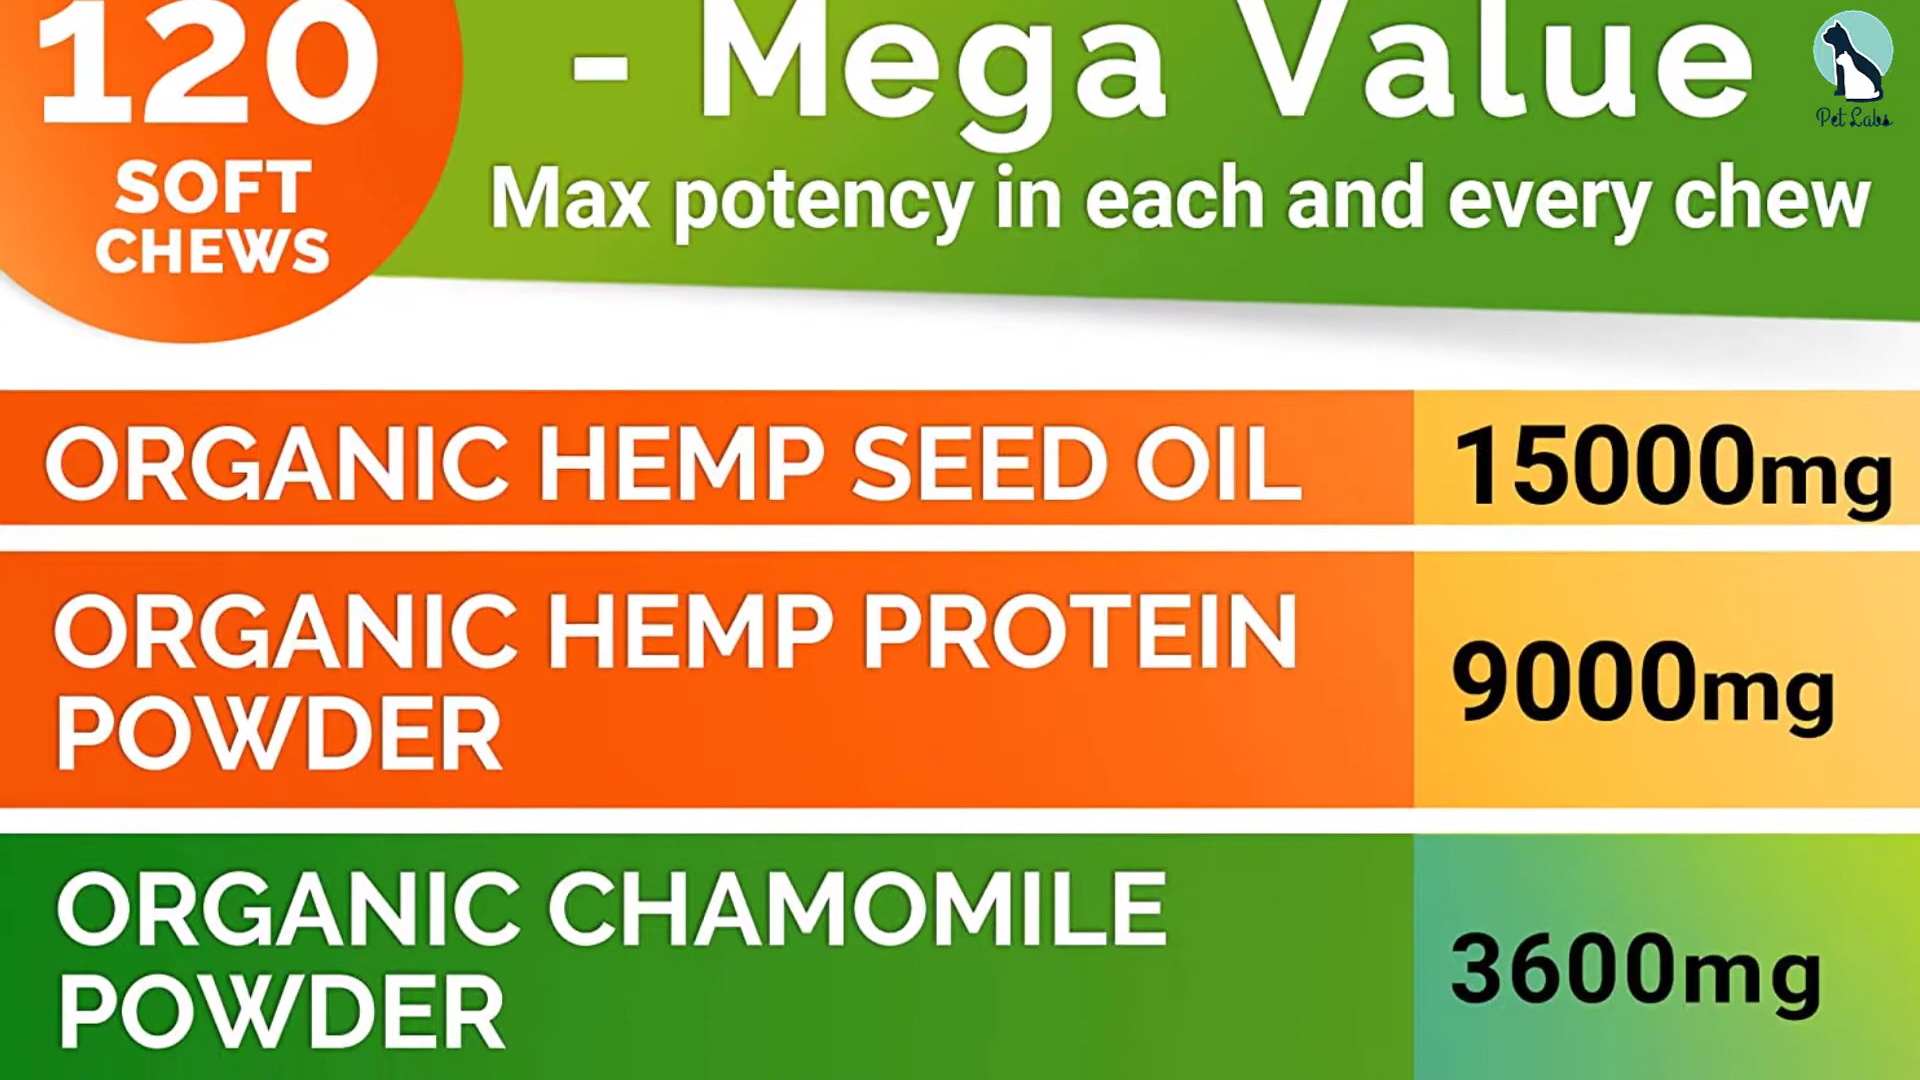 120
SOFT
CHEWS
- Mega Value
Max potency in each and every chew
Pet Labs
ORGANIC HEMP SEED OIL 15000mg
ORGANIC HEMP PROTEIN
POWDER
9000mg
ORGANIC CHAMOMILE
POWDER
3600mg